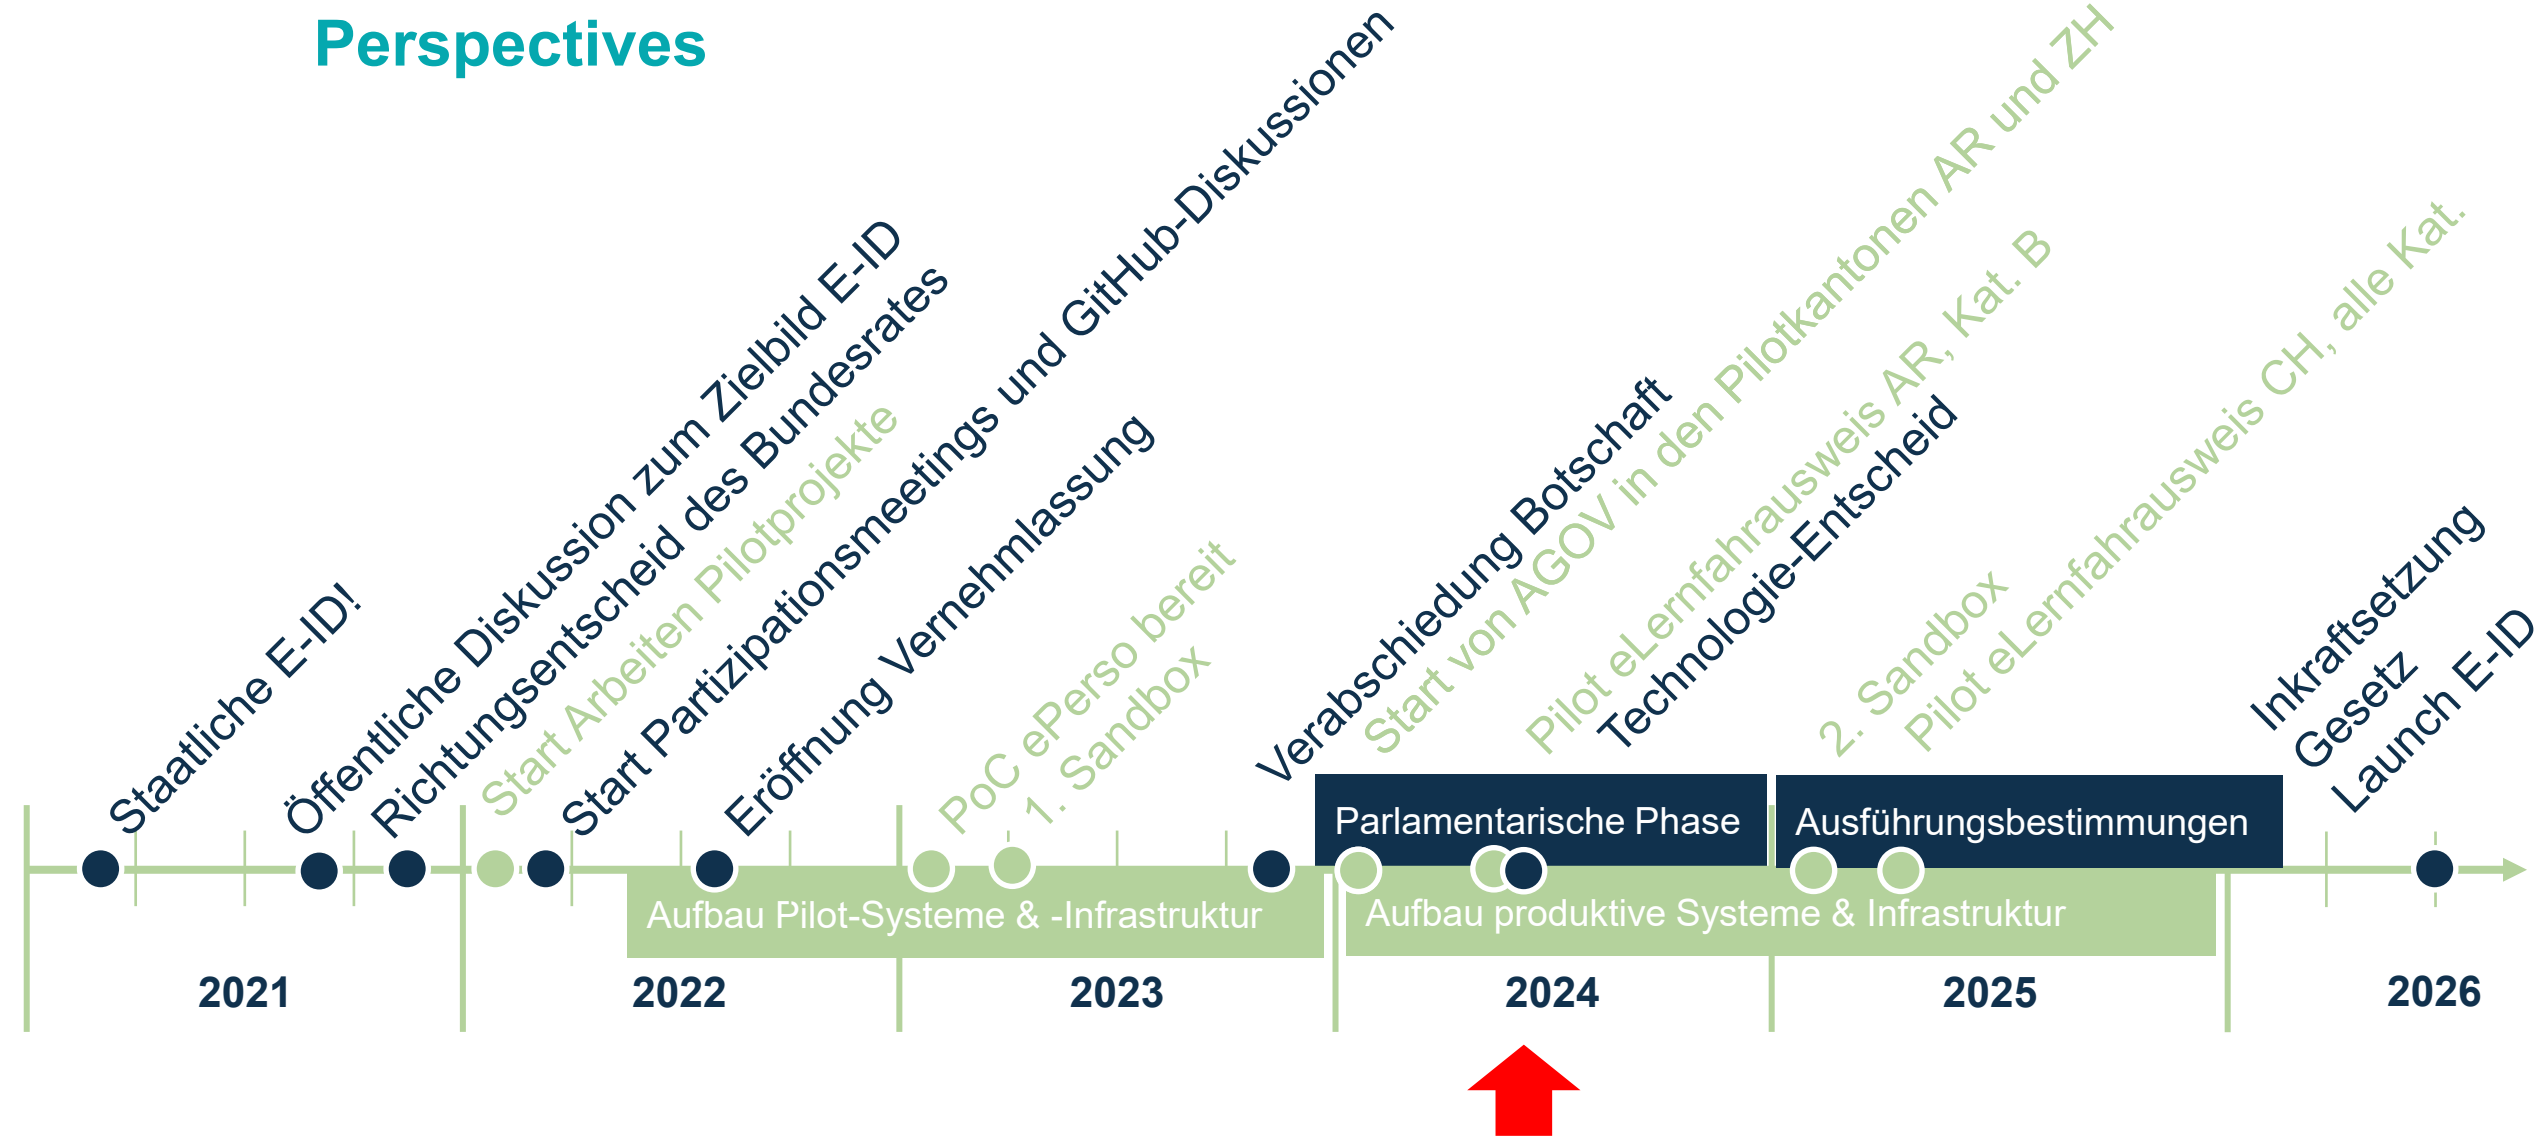 Perspectives
Staatliche E-ID!
Öffentliche Diskussion zum Zielbild E-ID
Richtungsentscheid des Bundesrates
Start Arbeiten Pilotprojekte
Start Partizipationsmeetings und GitHub-Diskussionen
Eröffnung Vernehmlassung
PoC ePerso bereit
1. Sandbox
Verabschiedung Botschaft
Start von AGOV in den Pilotkantonen AR und ZH
Pilot eLernfahrausweis AR, Kat. B
Technologie-Entscheid
2. Sandbox
Pilot eLernfahrausweis CH, alle Kat.
Inkraftsetzung
Gesetz
Launch E-ID
Parlamentarische Phase
Ausführungsbestimmungen
Aufbau Pilot-Systeme & -Infrastruktur
Aufbau produktive Systeme & Infrastruktur
2021
2022
2023
2024
2025
2026